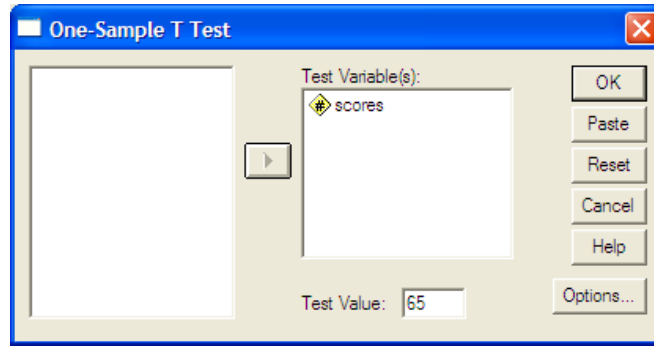 One-Sample T Test
Test Variable(s):
# scores
OK
Paste
Reset
Cancel
Help
Test Value: 65
Options...